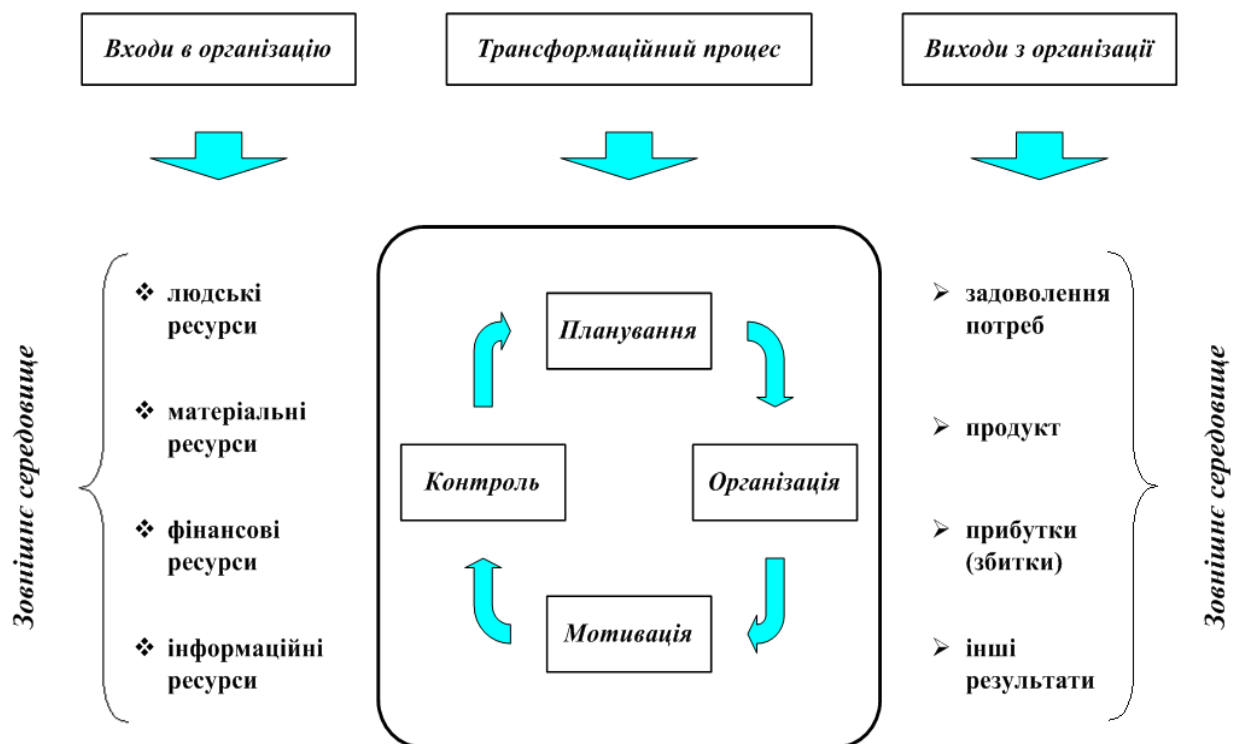 Входи в організацію
Трансформаційний процес
Виходи з організації
Зовнішнє середовище
людські
ресурси
матеріальні
ресурси
фінансові
ресурси
інформаційні
ресурси
Планування
Контроль
Організація
Мотивація
задоволення
потреб
продукт
прибутки
(збитки)
інші
результати
Зовнішнє середовище